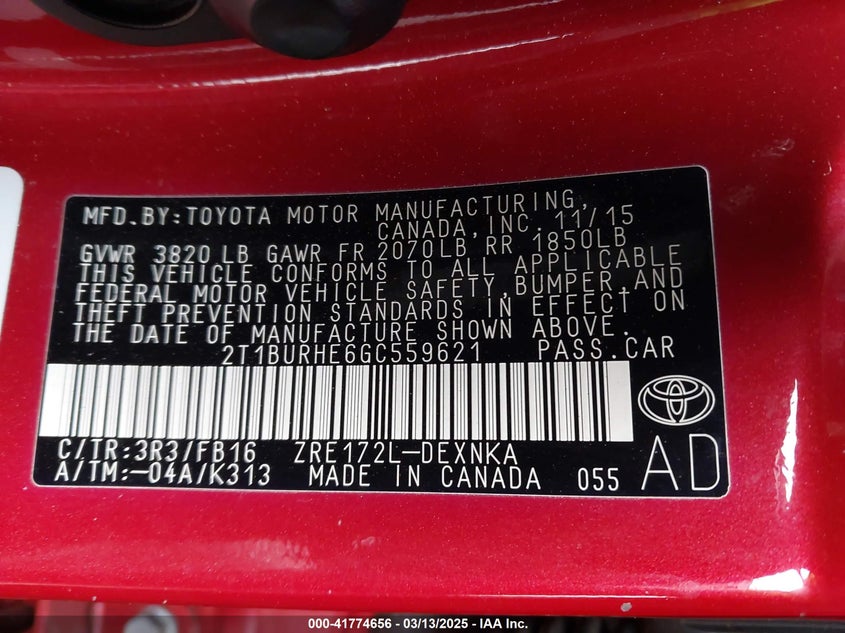 MFD.BY:TOYOTA MOTOR MANUFACTURING,
CANADA,INC. 11/15
GVWR 3820 LB GAWR FR 2070LB RR 1850LB
THIS VEHICLE CONFORMS TO ALL APPLICABLE
FEDERAL MOTOR VEHICLE SAFETY,BUMPER,AND
THEFT PREVENTION STANDARDS IN EFFECT ON
THE DATE OF MANUFACTURE SHOWN ABOVE.
2T1BURHE6GC559621 PASS.CAR
C/TR:3R3/FB16 ZRE172L-DEXNKA
A/TM:-04A/K313 MADE IN CANADA 055
AD
000-41774656 / 03/13/2025 - IAA Inc.